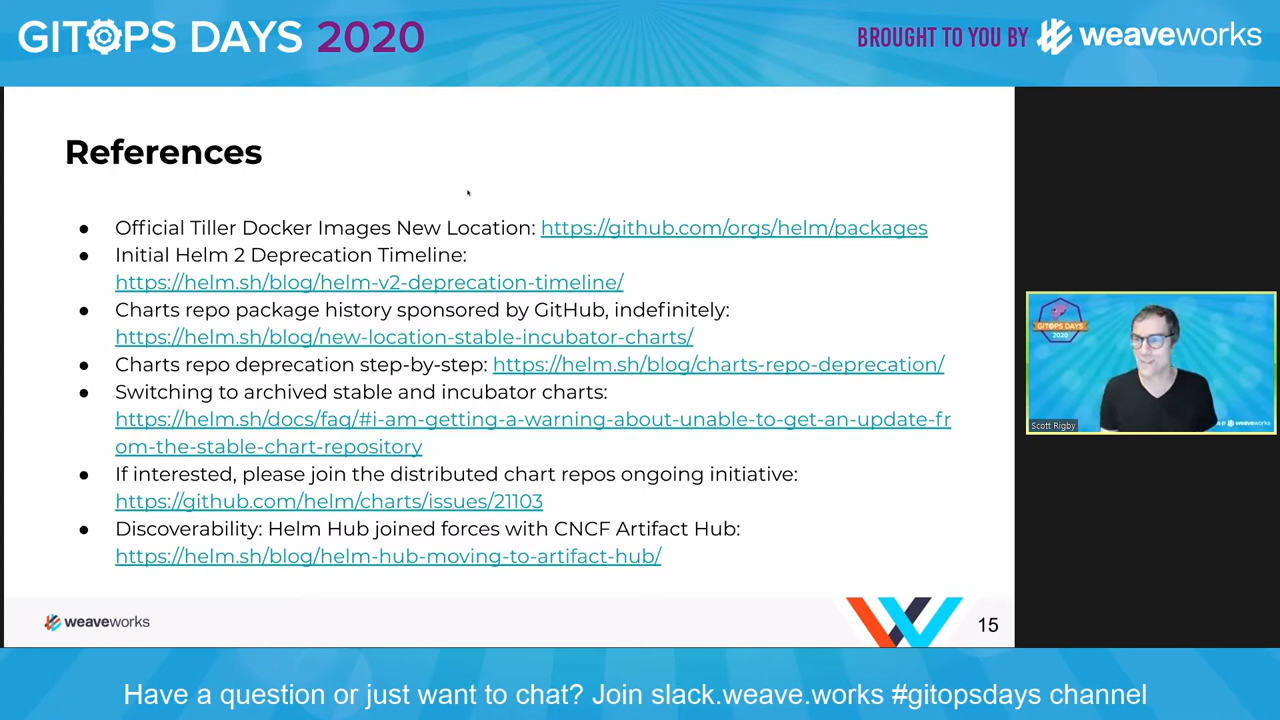 GITOPS DAYS 2020
BROUGHT TO YOU BY weaveworks
References
● Official Tiller Docker Images New Location: https://github.com/orgs/helm/packages
● Initial Helm 2 Deprecation Timeline:
https://helm.sh/blog/helm-v2-deprecation-timeline/
● Charts repo package history sponsored by GitHub, indefinitely:
https://helm.sh/blog/new-location-stable-incubator-charts/
● Charts repo deprecation step-by-step: https://helm.sh/blog/charts-repo-deprecation/
● Switching to archived stable and incubator charts:
https://helm.sh/docs/faq/#i-am-getting-a-warning-about-unable-to-get-an-update-fr
om-the-stable-chart-repository
● If interested, please join the distributed chart repos ongoing initiative:
https://github.com/helm/charts/issues/21103
● Discoverability: Helm Hub joined forces with CNCF Artifact Hub:
https://helm.sh/blog/helm-hub-moving-to-artifact-hub/
weaveworks
15
GITOPS DAYS
2020
Scott Rigby
weaveworks
Have a question or just want to chat? Join slack.weave.works #gitopsdays channel